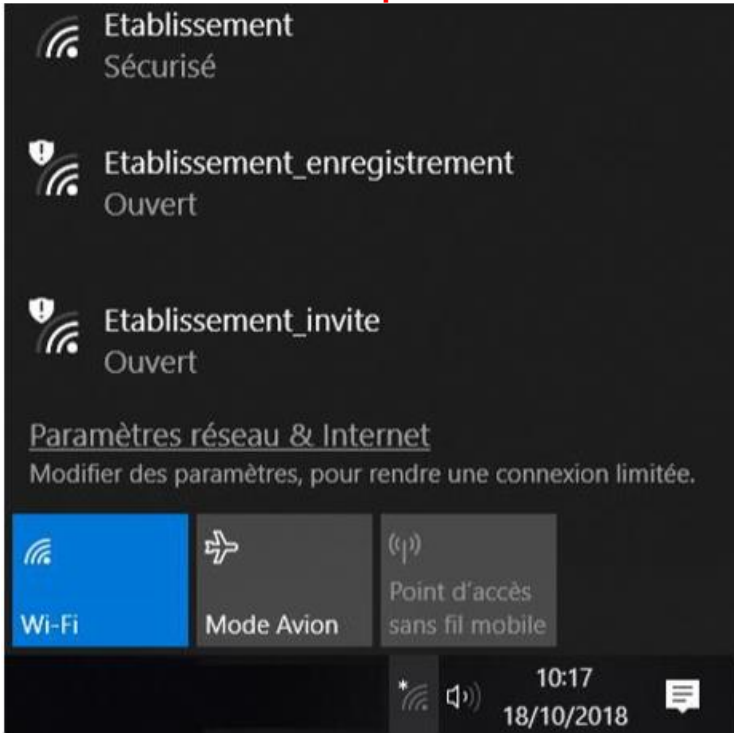 Etablissement
Sécurisé
Etablissement_enregistrement
Ouvert
Etablissement_invite
Ouvert
Paramètres réseau & Internet
Modifier des paramètres, pour rendre une connexion limitée.
Wi-Fi
Mode Avion
Point d'accès
sans fil mobile
10:17
18/10/2018